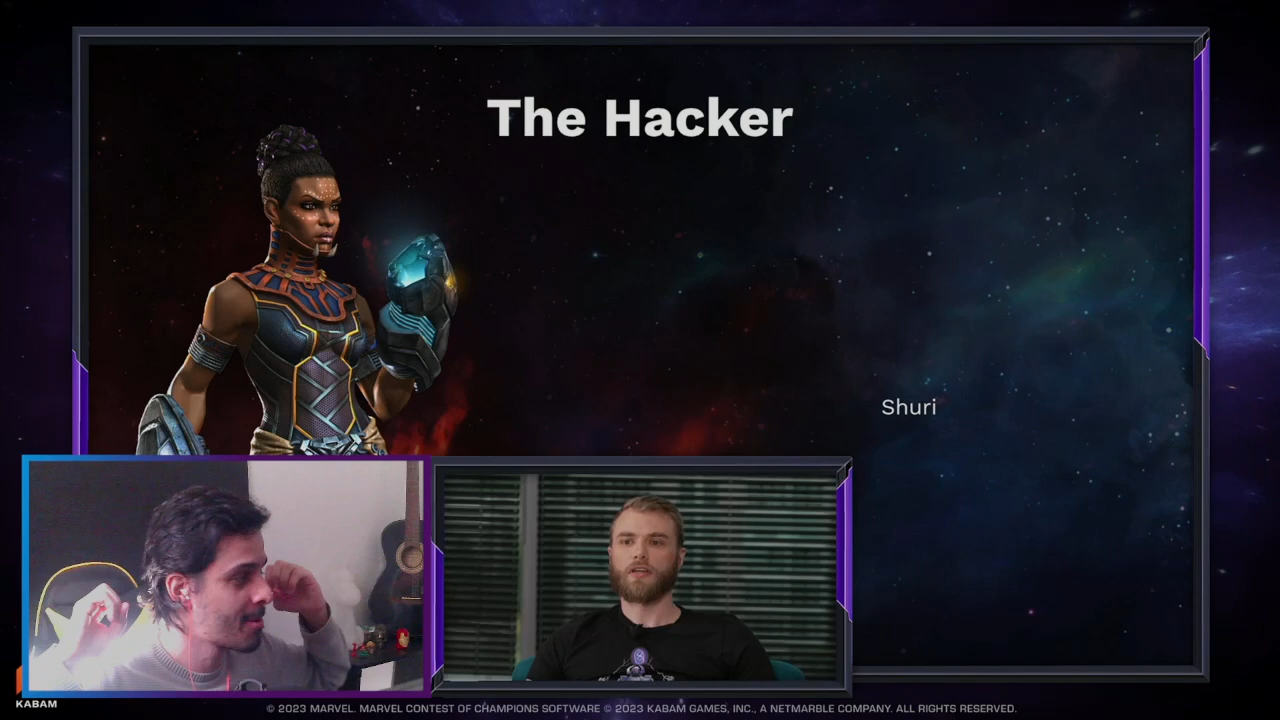 The Hacker
Shuri
KABAM
© 2023 MARVEL. MARVEL CONTEST OF CHAMPIONS SOFTWARE © 2023 KABAM GAMES, INC., A NETMARBLE COMPANY. ALL RIGHTS RESERVED.